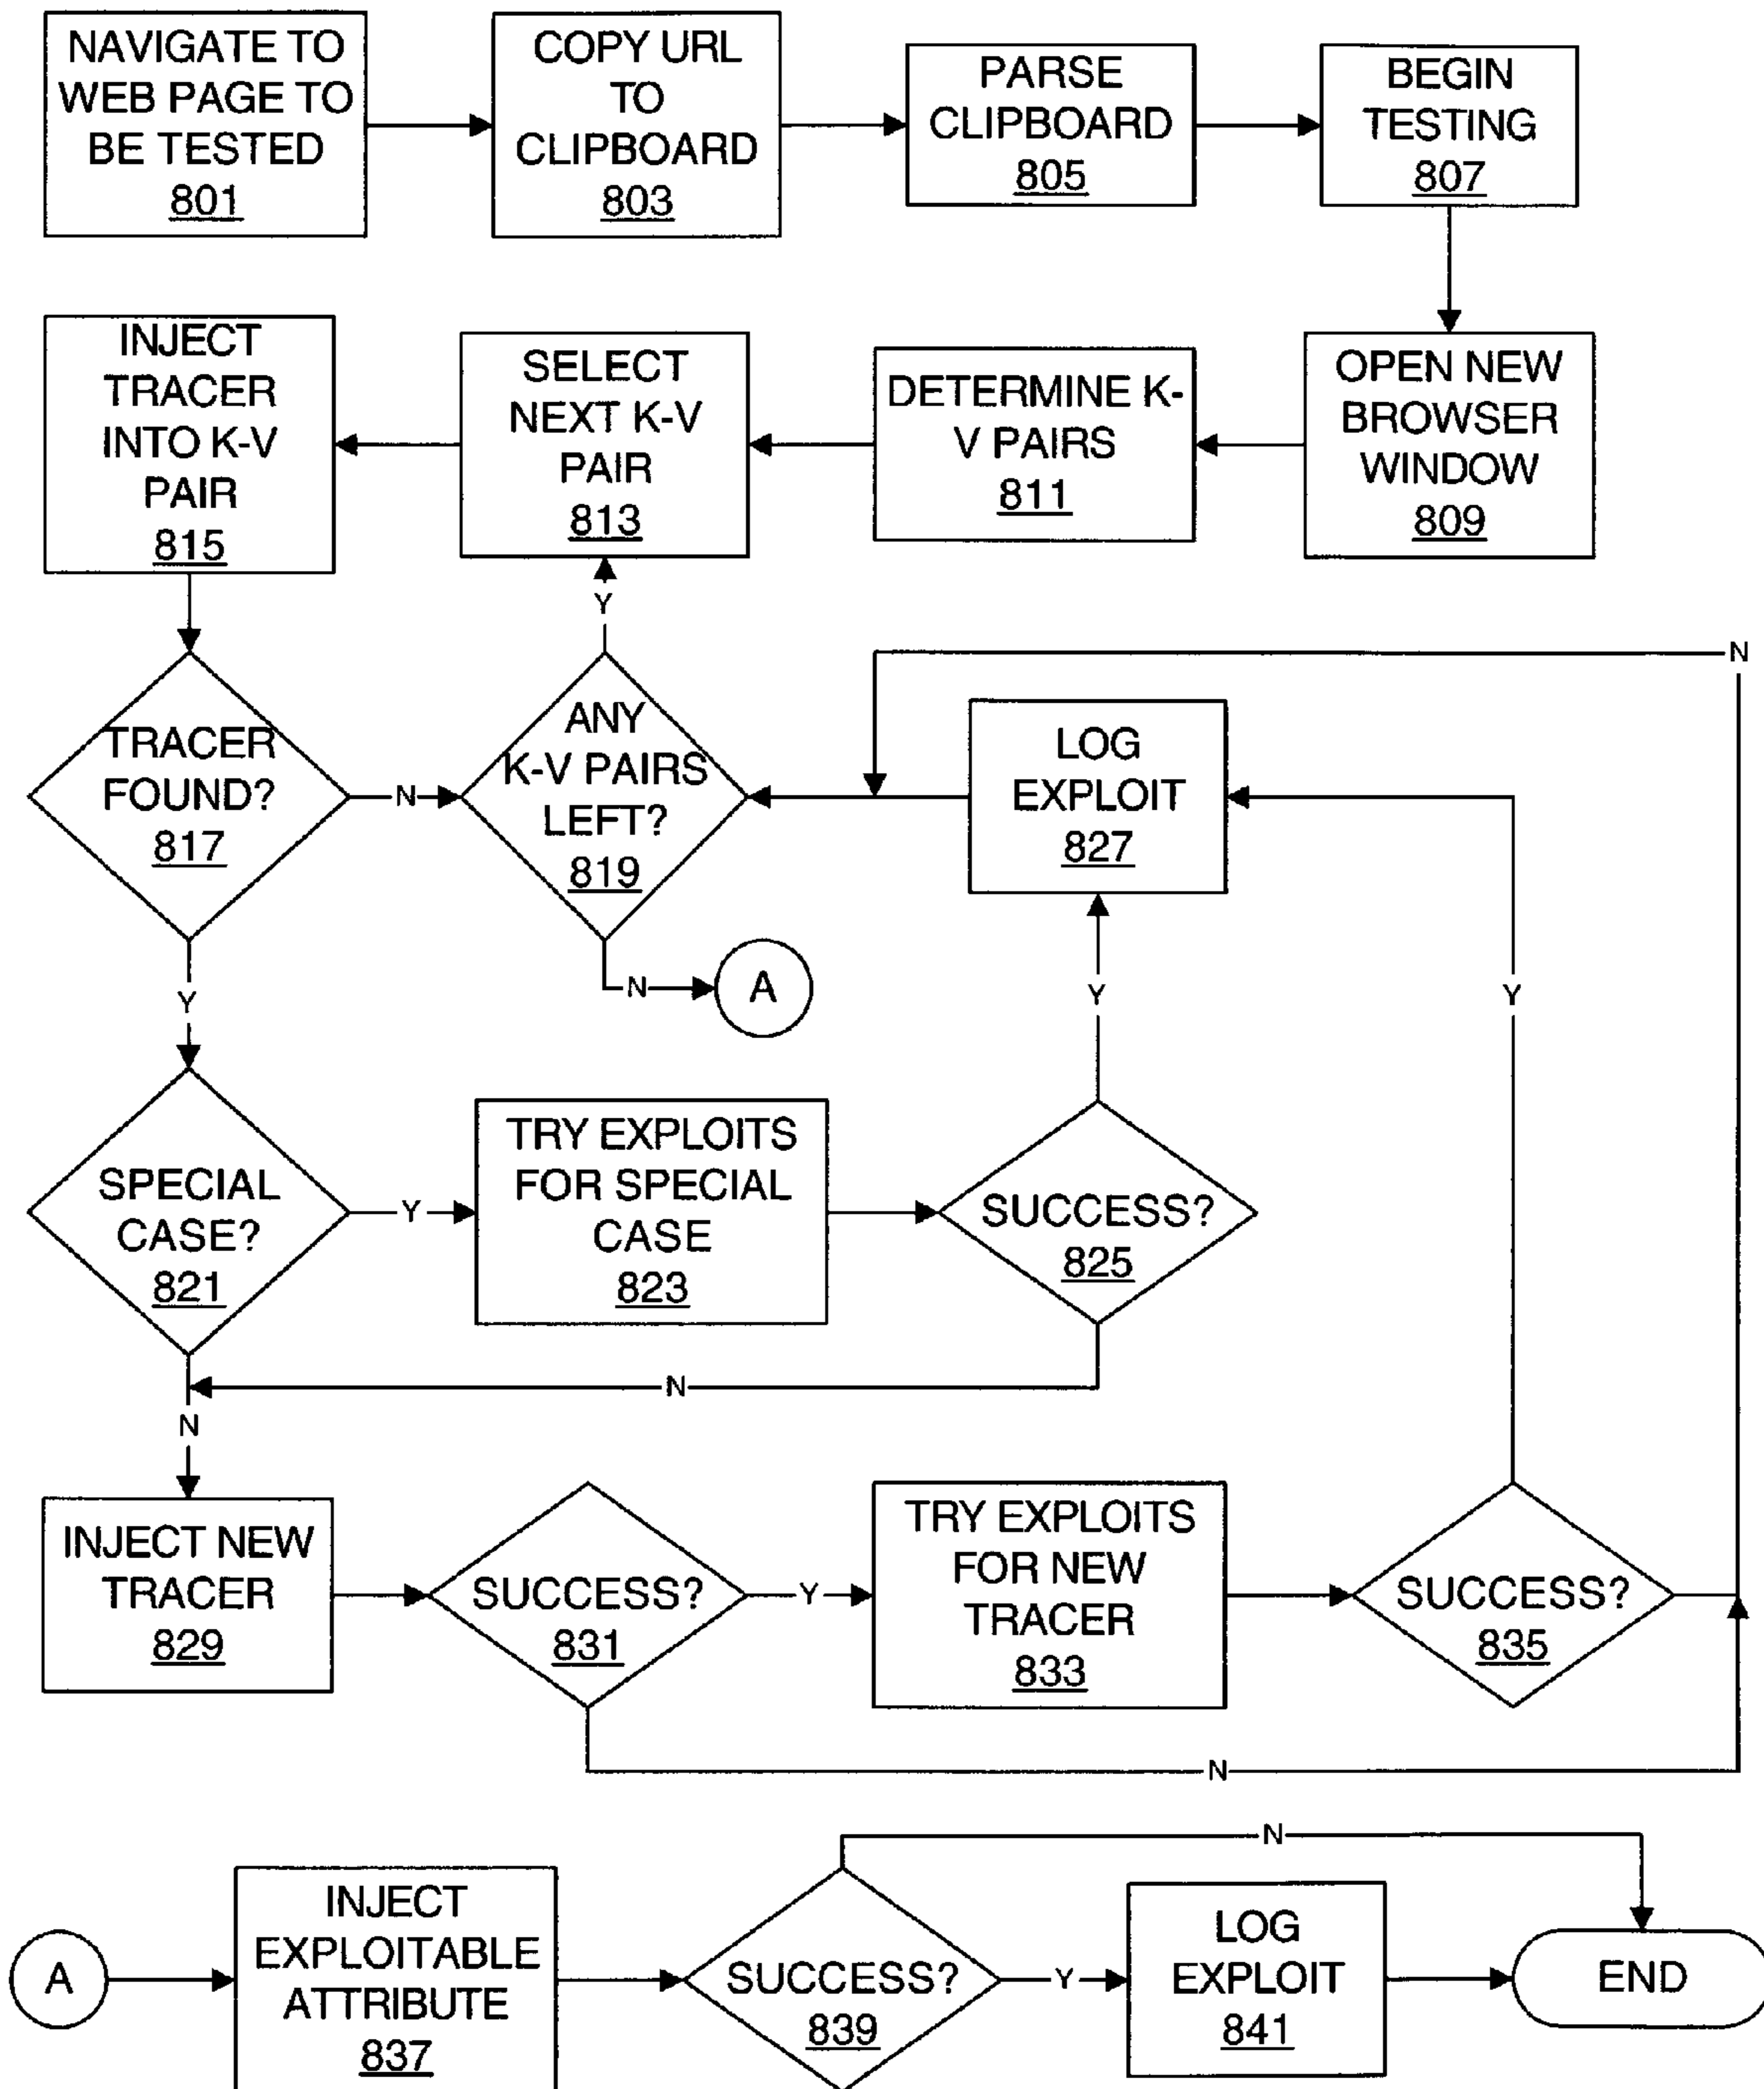 NAVIGATE TO
WEB PAGE TO
BE TESTED
801
COPY URL
TO
CLIPBOARD
803
PARSE
CLIPBOARD
805
BEGIN
TESTING
807
INJECT
TRACER
INTO K-V
PAIR
815
SELECT
NEXT K-V
PAIR
813
DETERMINE K-
V PAIRS
811
OPEN NEW
BROWSER
WINDOW
809
Y
N
TRACER
FOUND?
817
N
ANY
K-V PAIRS
LEFT?
819
LOG
EXPLOIT
827
Y
N
A
Y
Y
SPECIAL
CASE?
821
Y
TRY EXPLOITS
FOR SPECIAL
CASE
823
SUCCESS?
825
N
N
INJECT NEW
TRACER
829
SUCCESS?
831
Y
TRY EXPLOITS
FOR NEW
TRACER
833
SUCCESS?
835
N
N
A
INJECT
EXPLOITABLE
ATTRIBUTE
837
SUCCESS?
839
Y
LOG
EXPLOIT
841
END